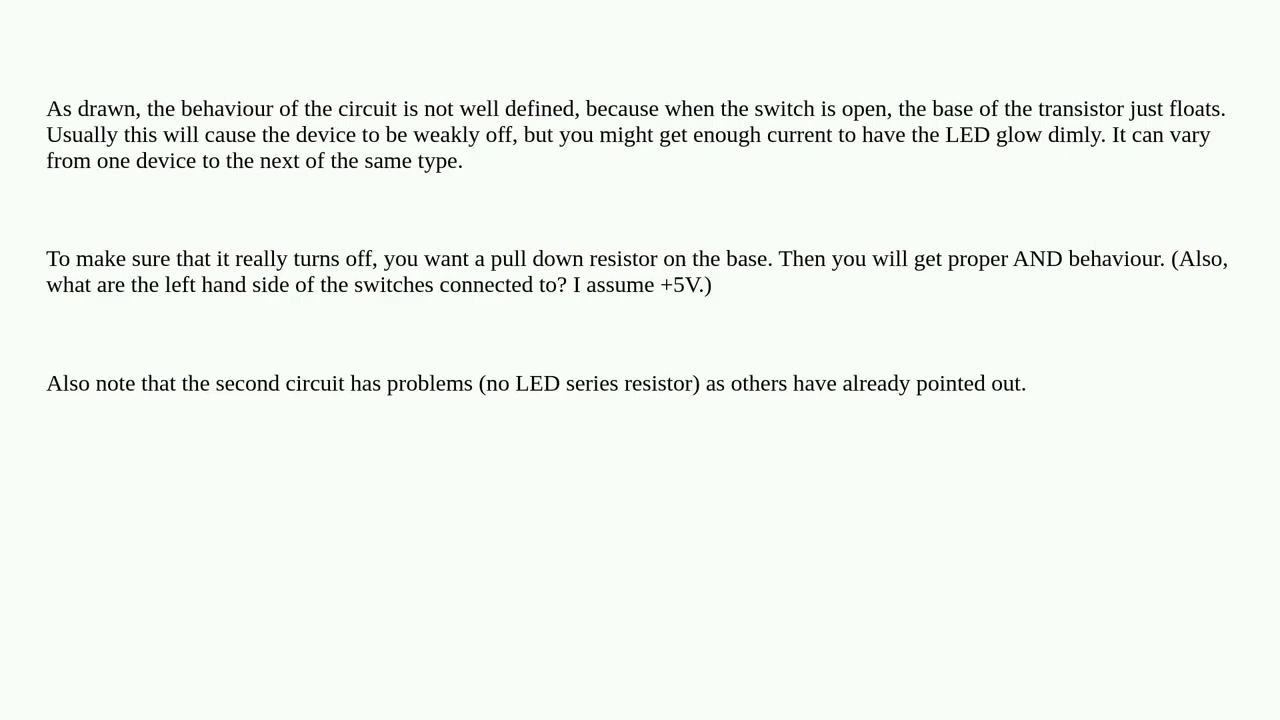 As drawn, the behaviour of the circuit is not well defined, because when the switch is open, the base of the transistor just floats.
Usually this will cause the device to be weakly off, but you might get enough current to have the LED glow dimly. It can vary
from one device to the next of the same type.
To make sure that it really turns off, you want a pull down resistor on the base. Then you will get proper AND behaviour. (Also,
what are the left hand side of the switches connected to? I assume +5V.)
Also note that the second circuit has problems (no LED series resistor) as others have already pointed out.